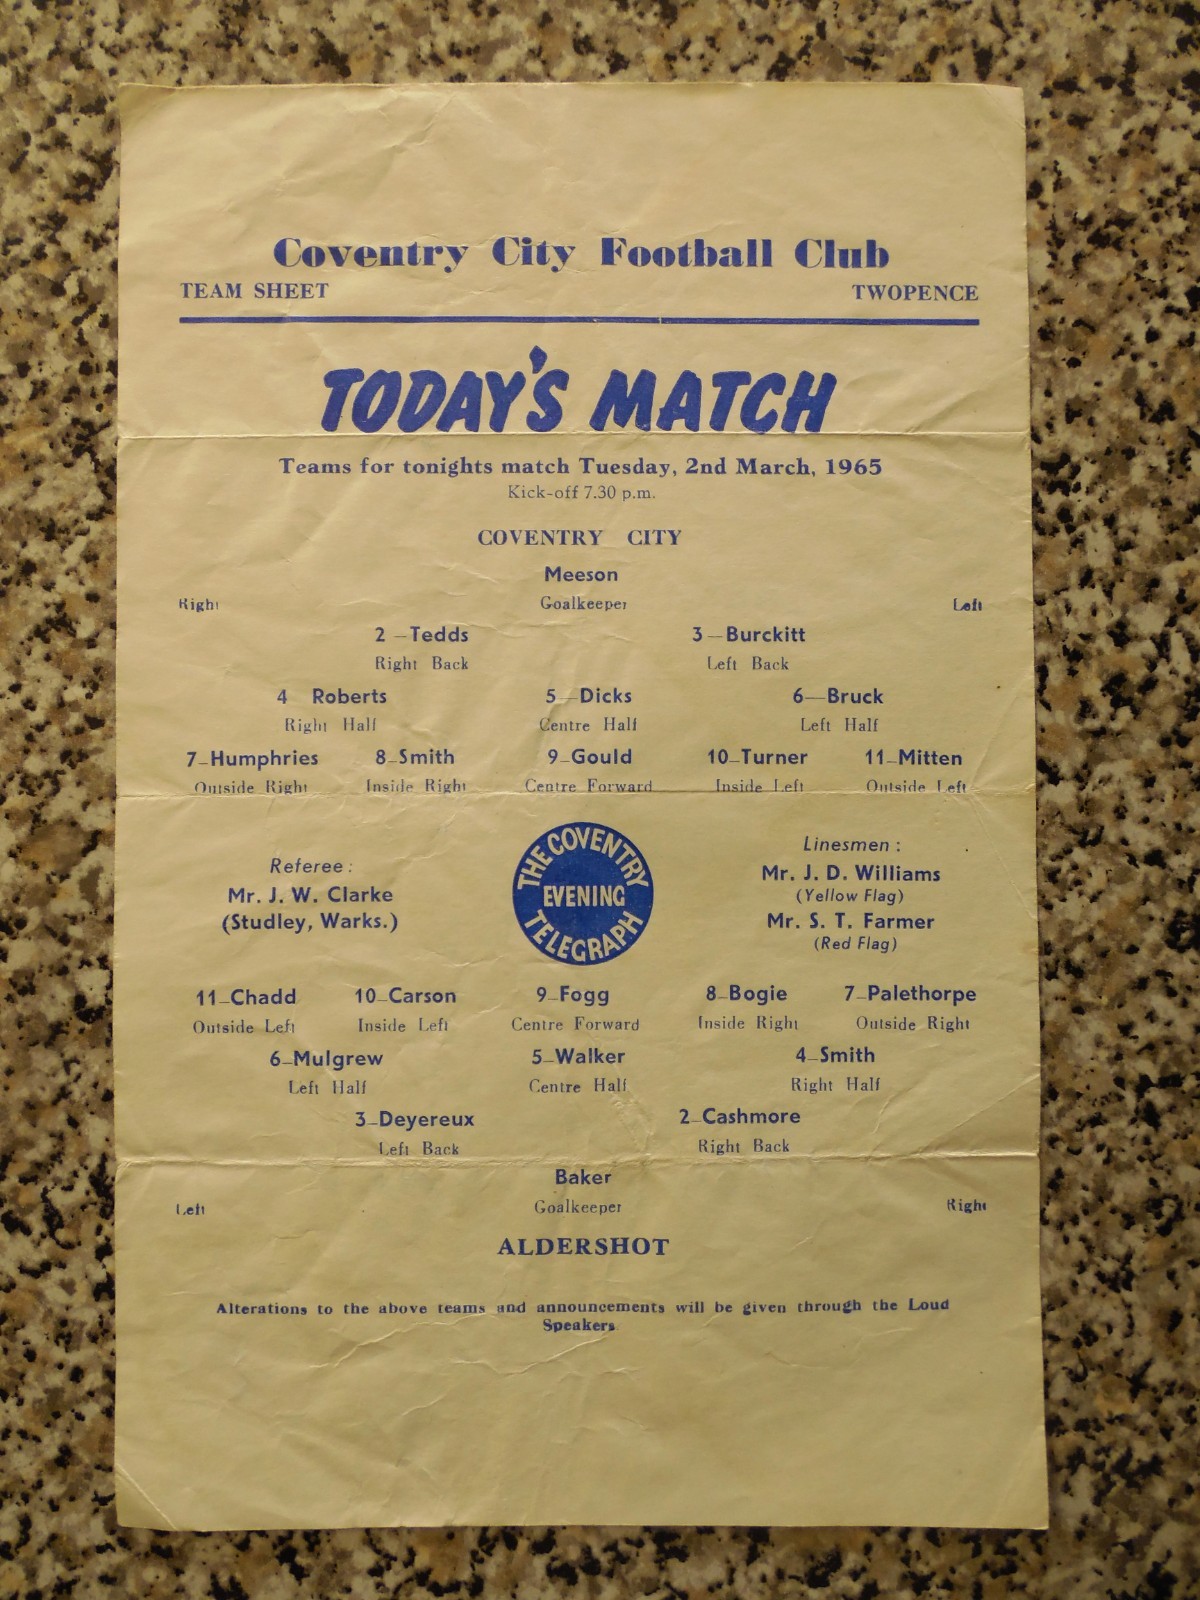 Coventry City Football Club
TEAM SHEET TWOPENCE
TODAY'S MATCH
Teams for tonights match Tuesday, 2nd March, 1965
Kick-off 7.30 p.m.
COVENTRY CITY
Meeson
Right Goalkeeper Left
2—Tedds 3—Burckitt
Right Back Left Back
4 Roberts 5—Dicks 6—Bruck
Right Half Centre Half Left Half
7—Humphries 8—Smith 9—Gould 10—Turner 11—Mitten
Outside Right Inside Right Centre Forward Inside Left Outside Left
Referee :
Mr. J. W. Clarke
(Studley, Warks.)
THE COVENTRY
EVENING
TELEGRAPH
Linesmen :
Mr. J. D. Williams
(Yellow Flag)
Mr. S. T. Farmer
(Red Flag)
11—Chadd 10—Carson 9—Fogg 8—Bogie 7—Palethorpe
Outside Left Inside Left Centre Forward Inside Right Outside Right
6—Mulgrew 5—Walker 4—Smith
Left Half Centre Half Right Half
3—Deyereux 2—Cashmore
Left Back Right Back
Baker
Left Goalkeeper Right
ALDERSHOT
Alterations to the above teams and announcements will be given through the Loud
Speakers